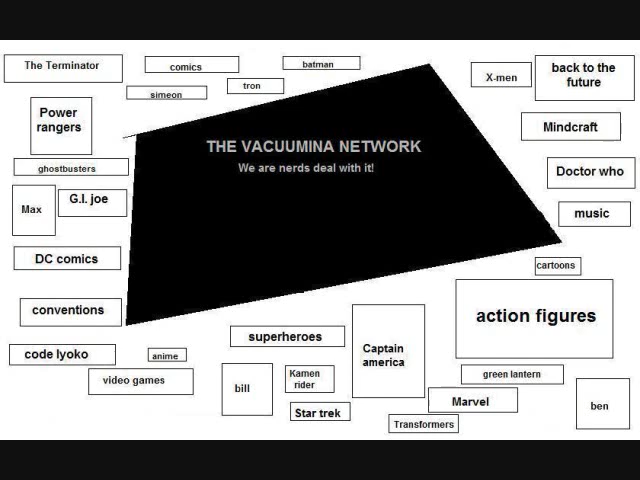 The Terminator
comics
batman
simeon
tron
X-men
back to the
future
Power
rangers
Mindcraft
THE VACUUMINA NETWORK
We are nerds deal with it!
ghostbusters
Doctor who
Max
G.I. joe
music
DC comics
cartoons
conventions
action figures
superheroes
Captain
america
code lyoko
anime
video games
bill
Kamen
rider
green lantern
Star trek
Marvel
ben
Transformers